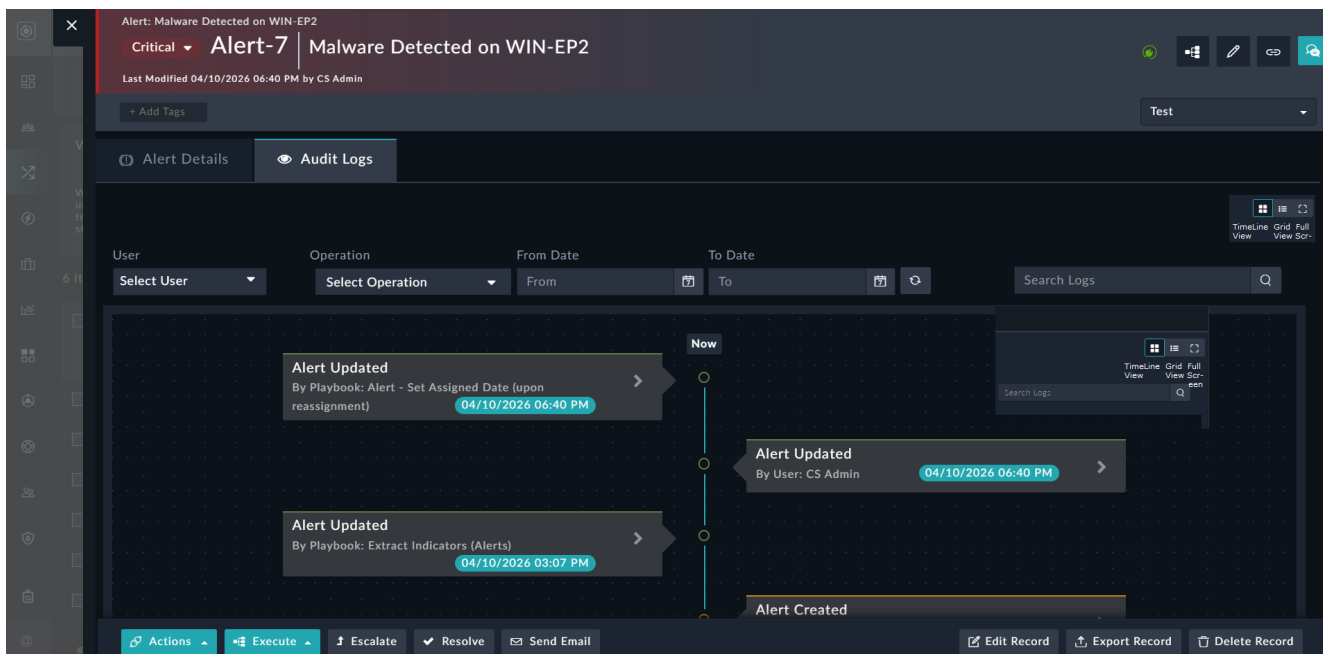 Alert: Malware Detected on WIN-EP2
Critical
Alert-7
Malware Detected on WIN-EP2
Last Modified 04/10/2026 06:40 PM by CS Admin
+ Add Tags
Test
Alert Details
Audit Logs
TimeLine View
Grid View
Full Scr-
User
Operation
From Date
To Date
Select User
Select Operation
From
To
Search Logs
6 It
Now
TimeLine View
Grid View
Full Scr-
een
Search Logs
Alert Updated
By Playbook: Alert - Set Assigned Date (upon
reassignment)
04/10/2026 06:40 PM
Alert Updated
By User: CS Admin
04/10/2026 06:40 PM
Alert Updated
By Playbook: Extract Indicators (Alerts)
04/10/2026 03:07 PM
Alert Created
Actions
Execute
Escalate
Resolve
Send Email
Edit Record
Export Record
Delete Record